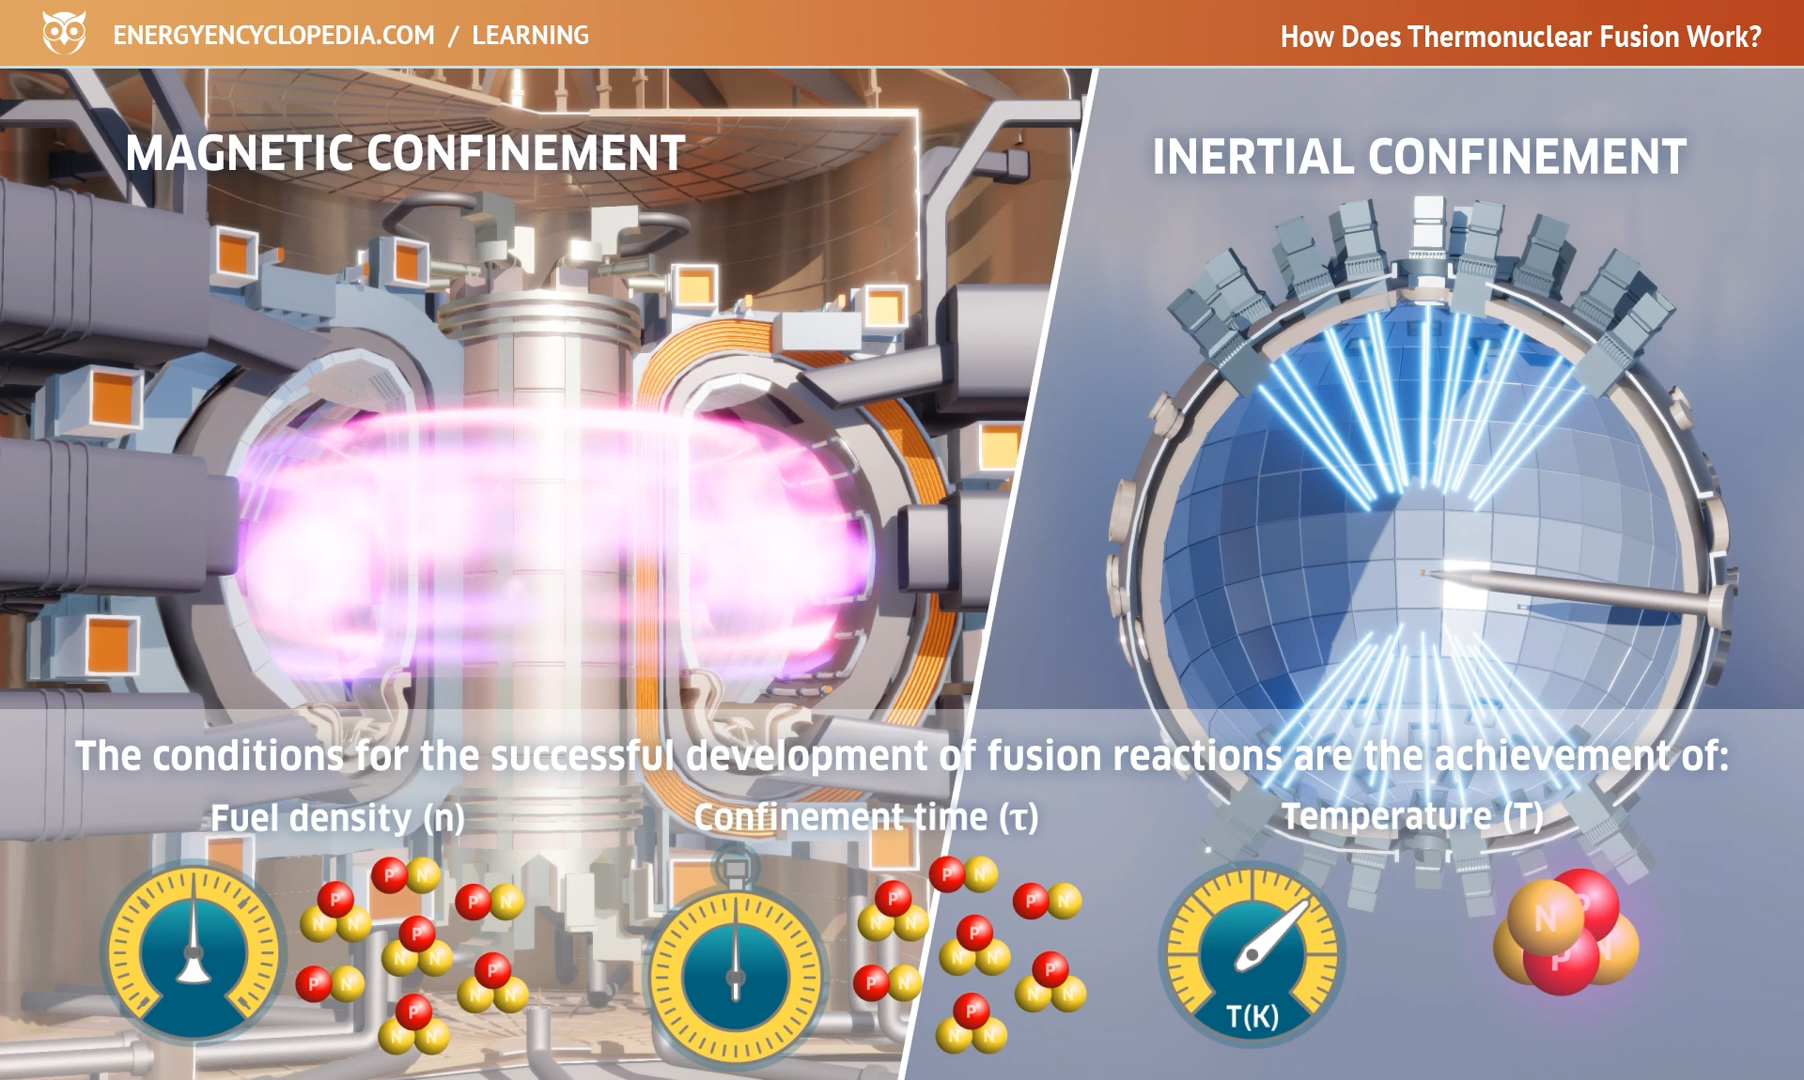 ENERGYENCYCLOPEDIA.COM / LEARNING
How Does Thermonuclear Fusion Work?
MAGNETIC CONFINEMENT
INERTIAL CONFINEMENT
The conditions for the successful development of fusion reactions are the achievement of:
Fuel density (n)
Confinement time (τ)
Temperature (T)
P N
P N N
P N
P N N
P N
P N N
P N N
P N
P N N
P N
P N N
P N
P N N
P N N
T(K)
N P
P N